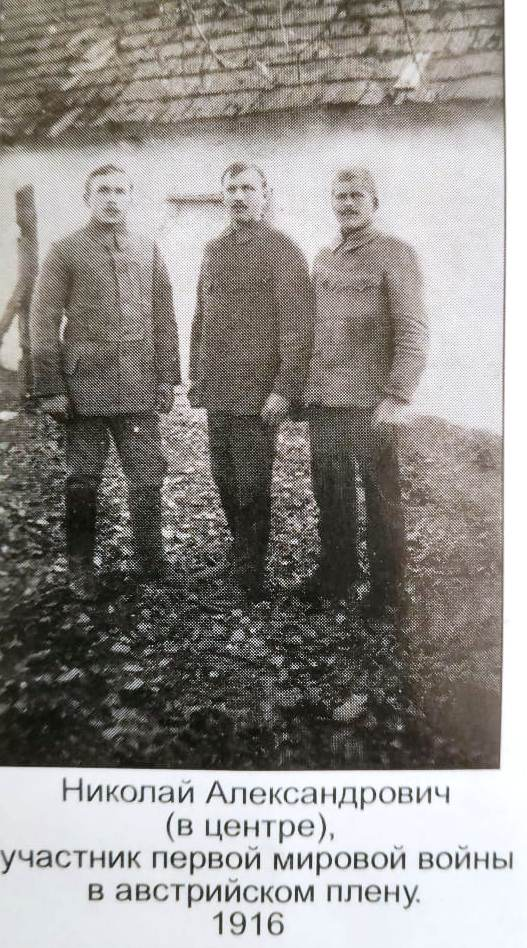 Николай Александрович
(в центре),
участник первой мировой войны
в австрийском плену.
1916